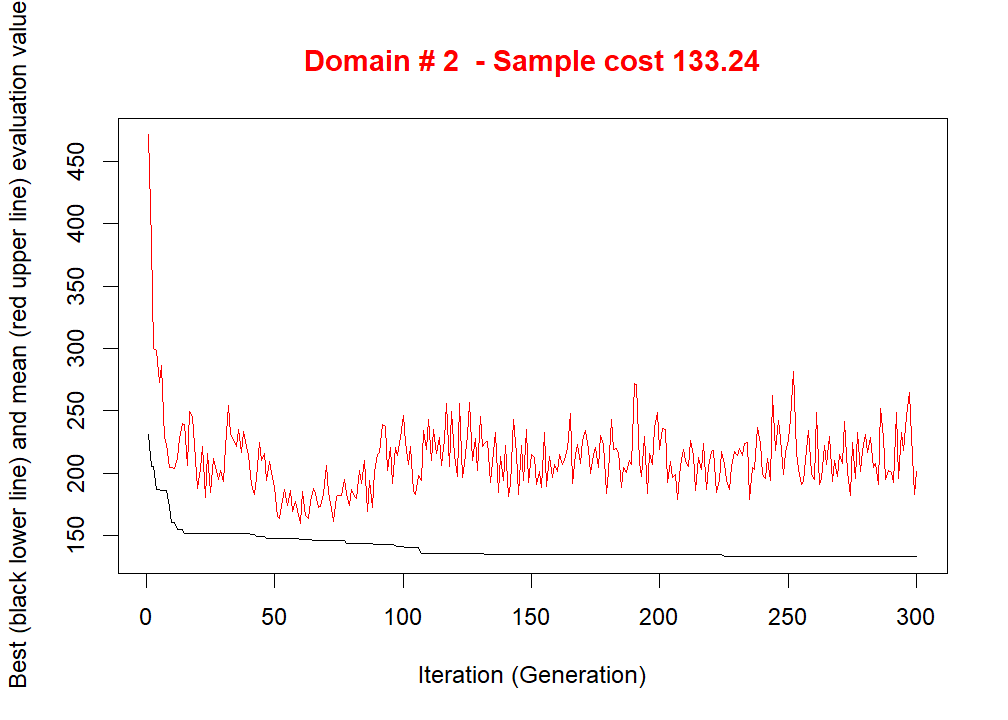 Domain # 2  - Sample cost 133.24
Best (black lower line) and mean (red upper line) evaluation value
450
400
350
300
250
200
150
0 50 100 150 200 250 300
Iteration (Generation)